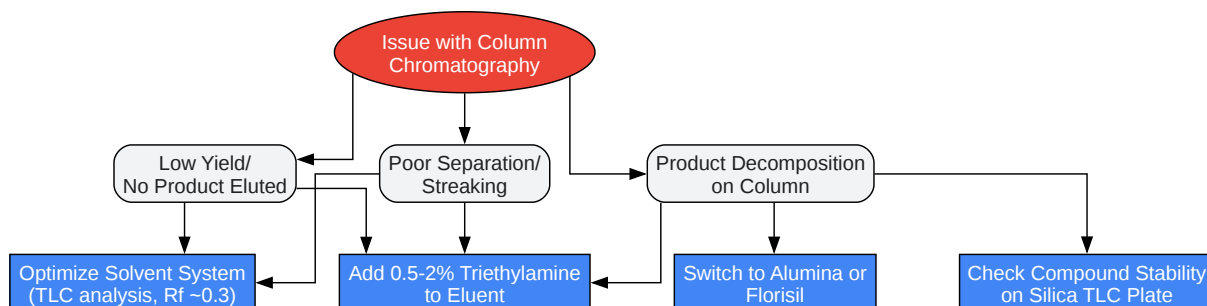 Issue with Column
Chromatography
Low Yield/
No Product Eluted
Poor Separation/
Streaking
Product Decomposition
on Column
Optimize Solvent System
(TLC analysis, Rf ~0.3)
Add 0.5-2% Triethylamine
to Eluent
Switch to Alumina or
Florisil
Check Compound Stability
on Silica TLC Plate